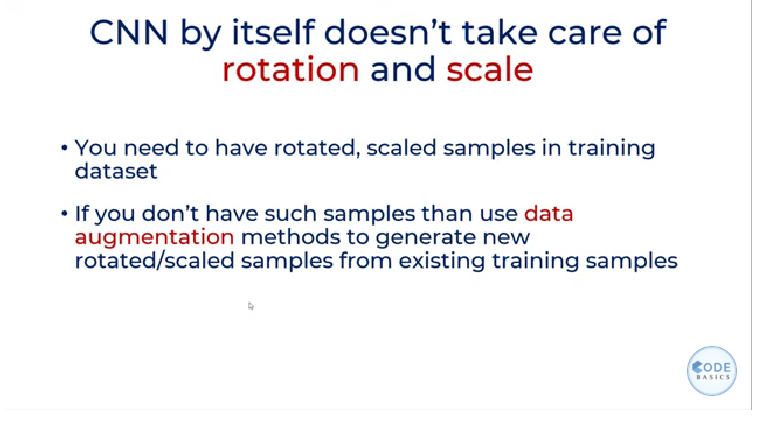 CNN by itself doesn't take care of
rotation and scale
• You need to have rotated, scaled samples in training
dataset
• If you don't have such samples than use data
augmentation methods to generate new
rotated/scaled samples from existing training samples
CODE
BASICS